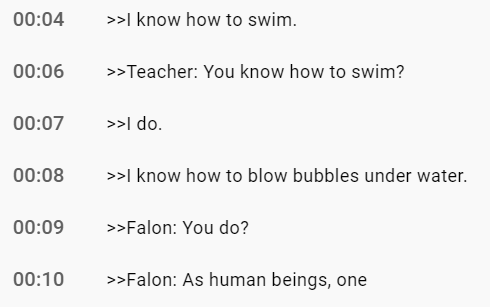 00:04 >>I know how to swim.
00:06 >>Teacher: You know how to swim?
00:07 >>I do.
00:08 >>I know how to blow bubbles under water.
00:09 >>Falon: You do?
00:10 >>Falon: As human beings, one